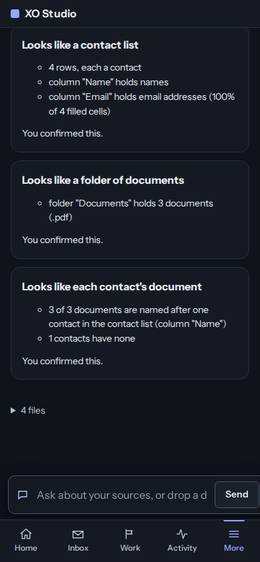 XO Studio
Looks like a contact list
4 rows, each a contact
column "Name" holds names
column "Email" holds email addresses (100%
of 4 filled cells)
You confirmed this.
Looks like a folder of documents
folder "Documents" holds 3 documents
(.pdf)
You confirmed this.
Looks like each contact's document
3 of 3 documents are named after one
contact in the contact list (column "Name")
1 contacts have none
You confirmed this.
4 files
Ask about your sources, or drop a d
Send
Home
Inbox
Work
Activity
More